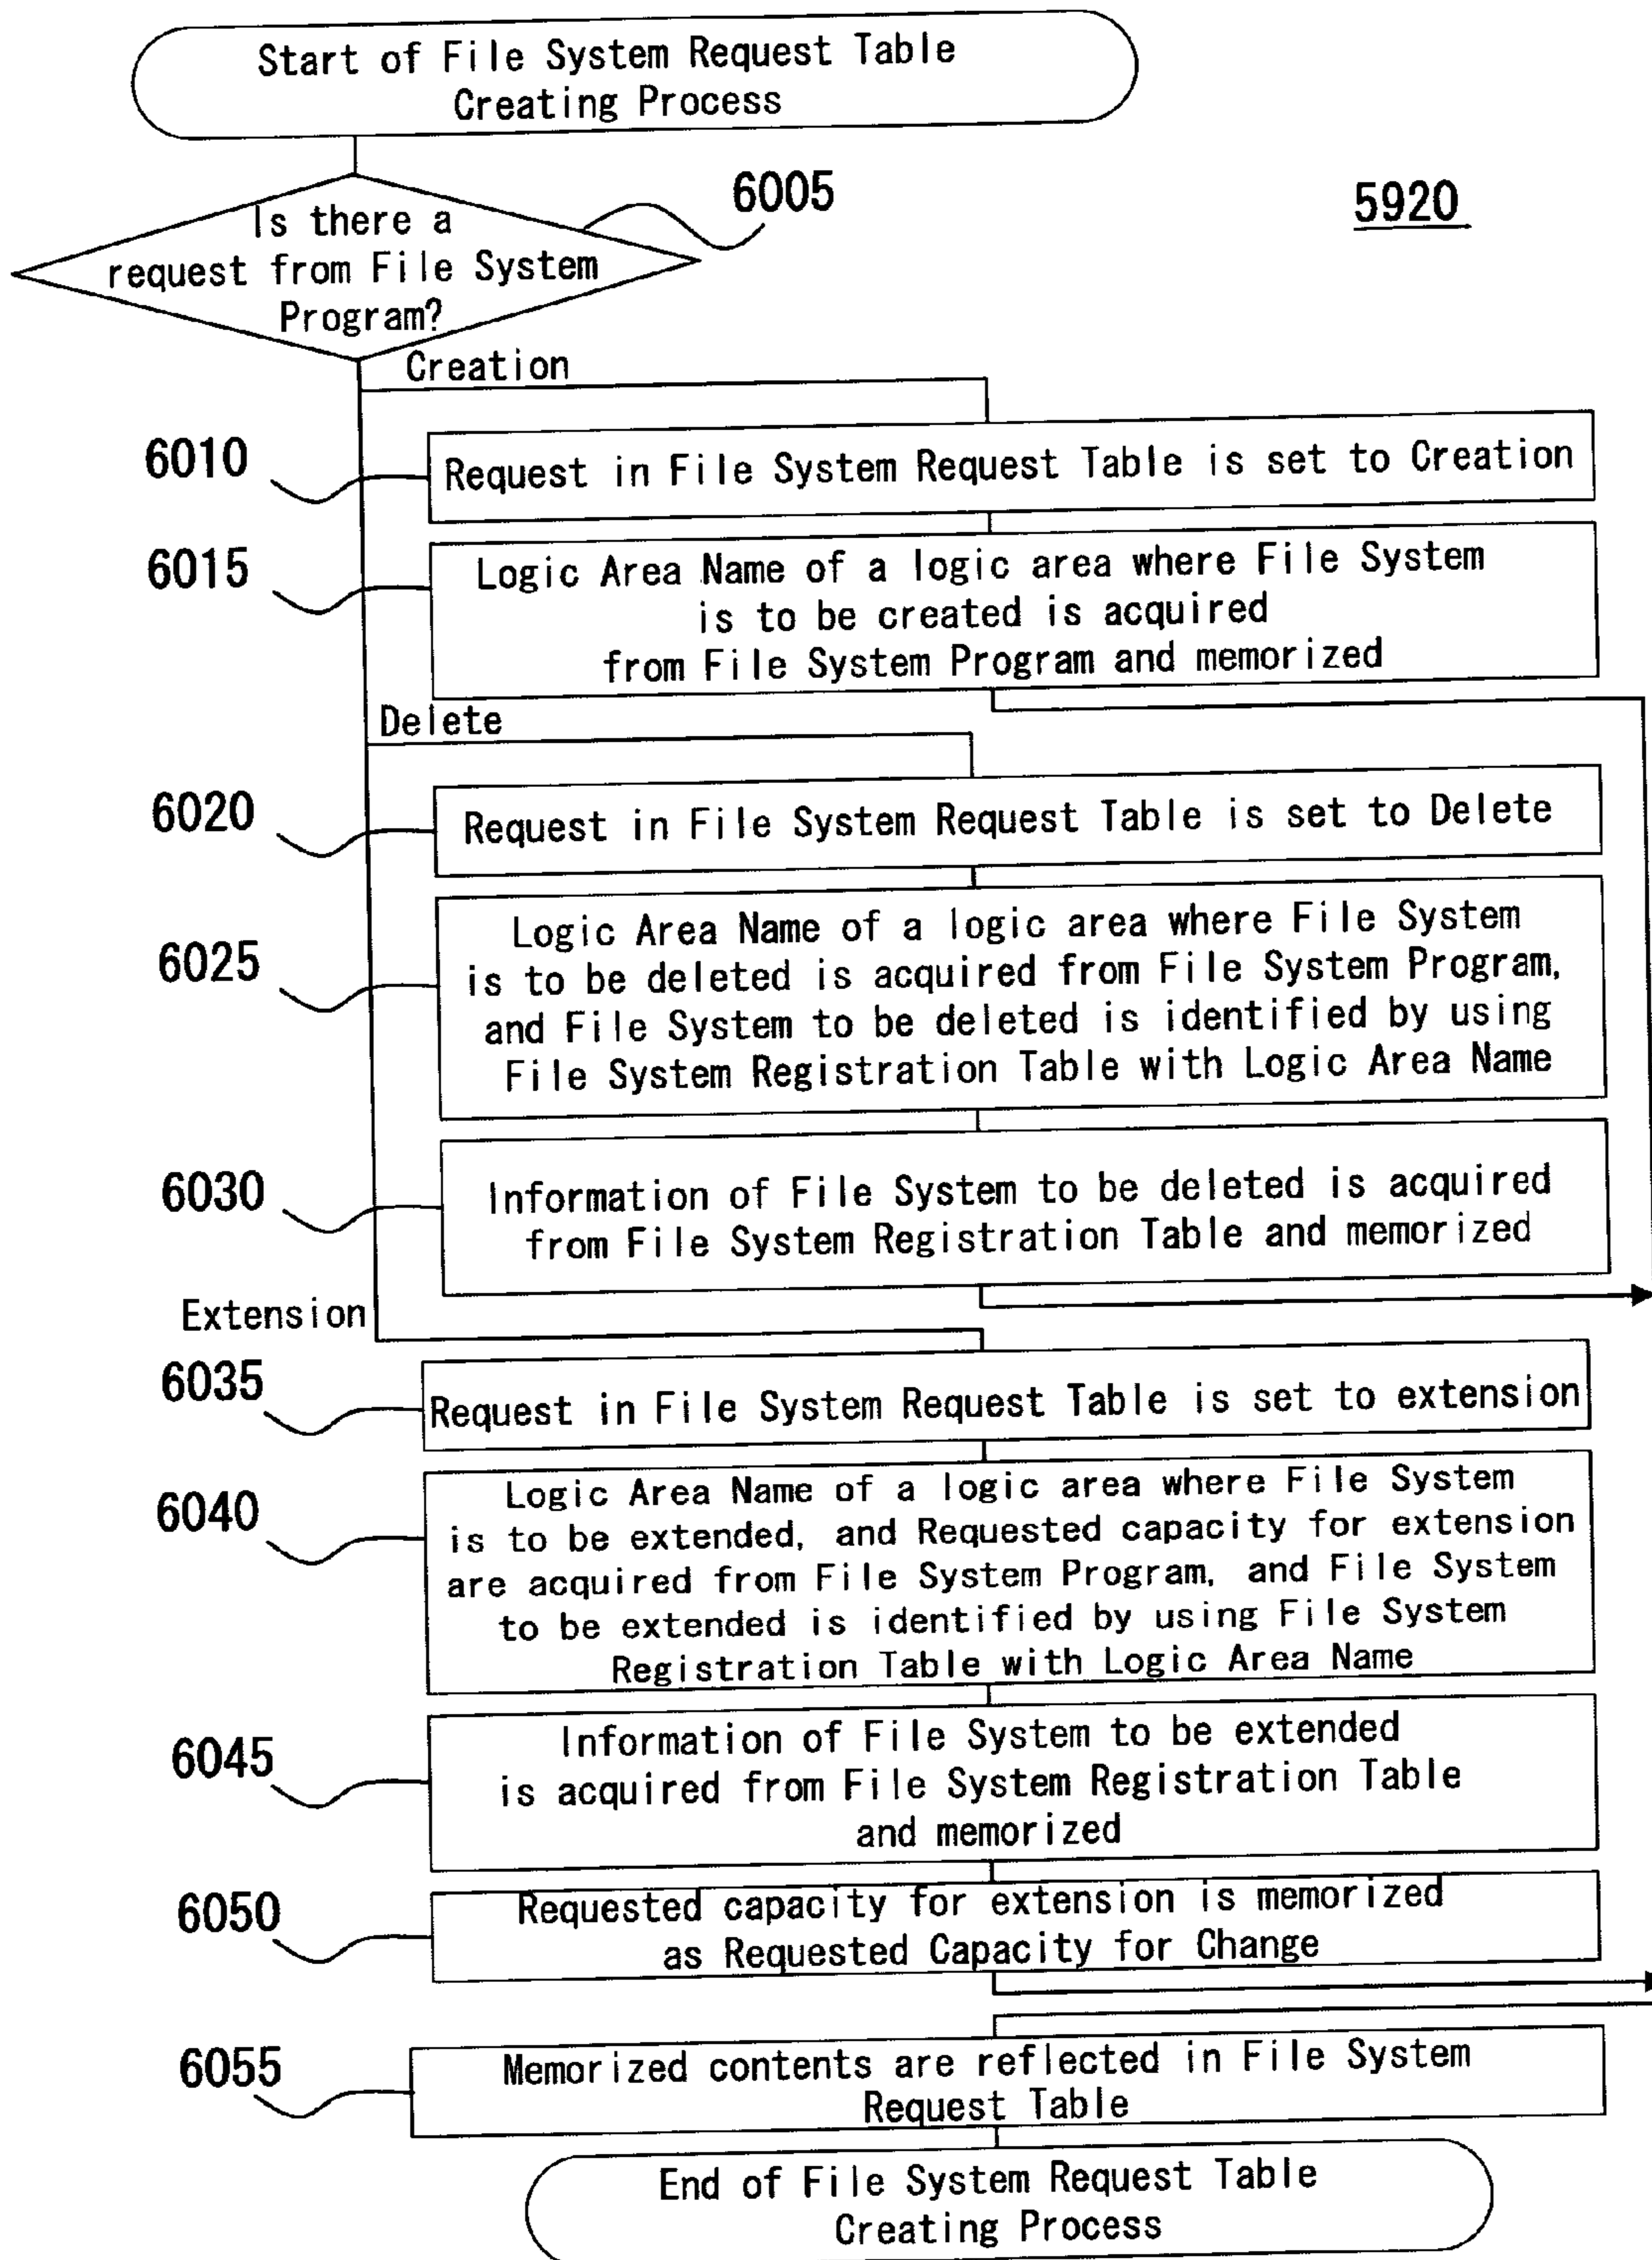 Start of File System Request Table
Creating Process
6005
5920
Is there a
request from File System
Program?
Creation
6010
Request in File System Request Table is set to Creation
6015
Logic Area Name of a logic area where File System
is to be created is acquired
from File System Program and memorized
Delete
6020
Request in File System Request Table is set to Delete
6025
Logic Area Name of a logic area where File System
is to be deleted is acquired from File System Program,
and File System to be deleted is identified by using
File System Registration Table with Logic Area Name
6030
Information of File System to be deleted is acquired
from File System Registration Table and memorized
Extension
6035
Request in File System Request Table is set to extension
6040
Logic Area Name of a logic area where File System
is to be extended, and Requested capacity for extension
are acquired from File System Program, and File System
to be extended is identified by using File System
Registration Table with Logic Area Name
6045
Information of File System to be extended
is acquired from File System Registration Table
and memorized
6050
Requested capacity for extension is memorized
as Requested Capacity for Change
6055
Memorized contents are reflected in File System
Request Table
End of File System Request Table
Creating Process